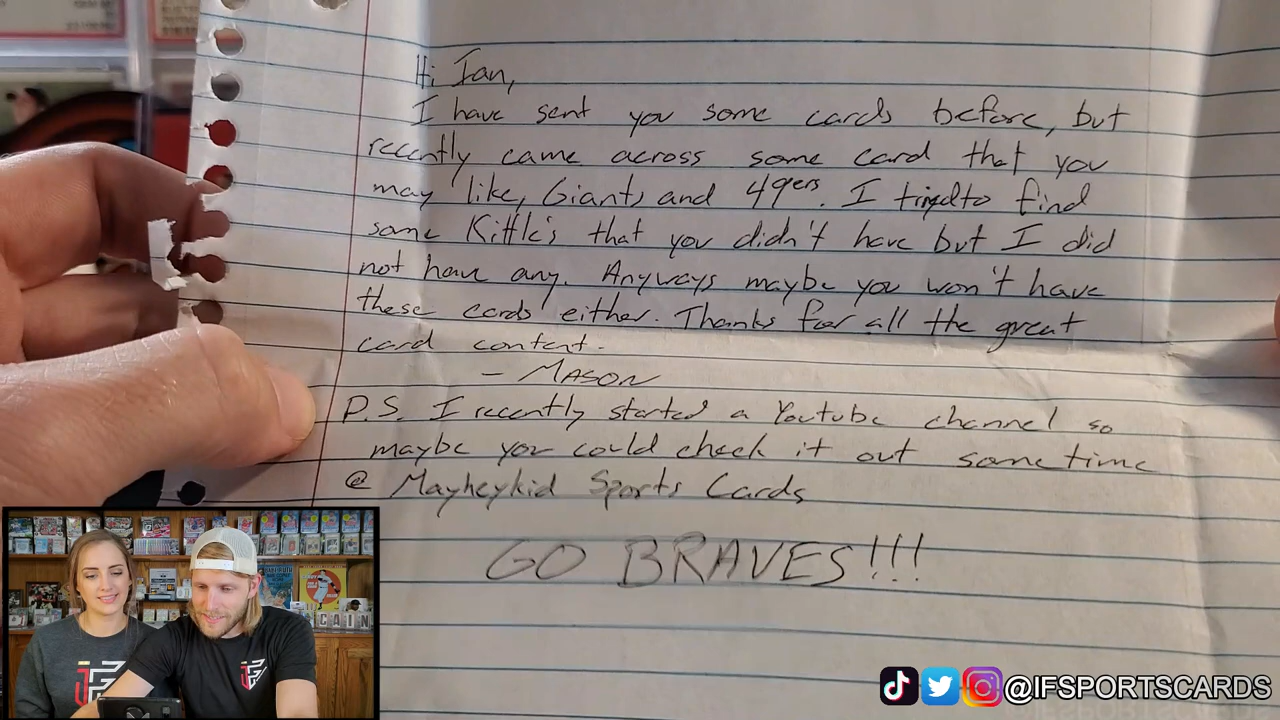 Hi Ian,
I have sent you some cards before, but
recently came across some card that you
may like, Giants and 49ers. I tried to find
some Kittle's that you didn't have but I did
not have any. Anyways maybe you won't have
these cards either. Thanks for all the great
card content.
- MASON
P.S. I recently started a Youtube channel so
maybe you could check it out sometime
@ Mayheykid Sports Cards
GO BRAVES!!!
CAIN
IF
IF
@IFSPORTSCARDS